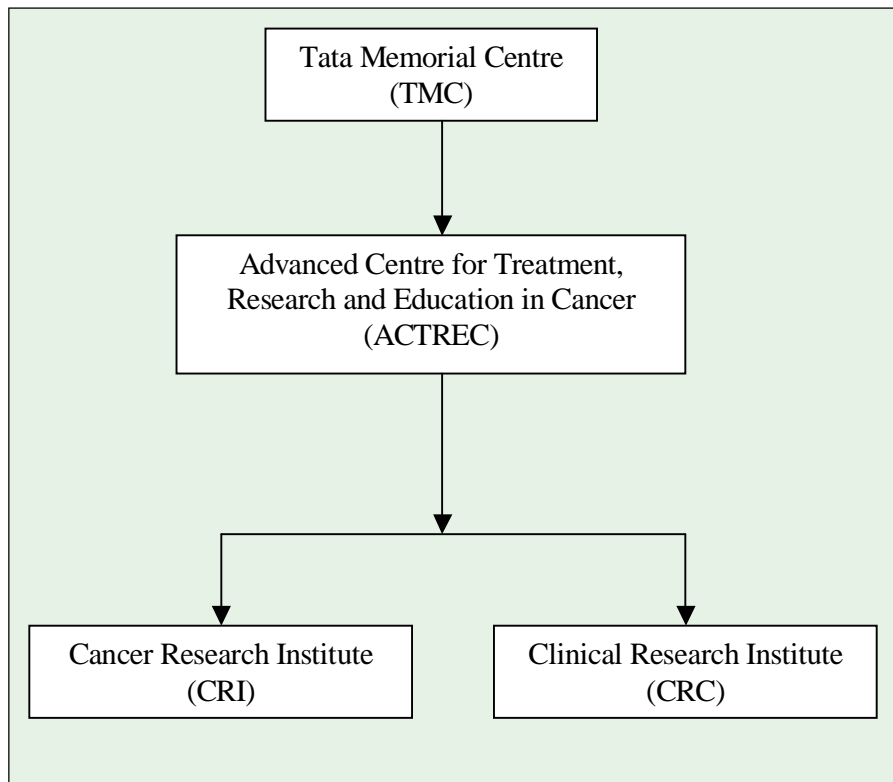 Tata Memorial Centre
(TMC)
Advanced Centre for Treatment,
Research and Education in Cancer
(ACTREC)
Cancer Research Institute
(CRI)
Clinical Research Institute
(CRC)